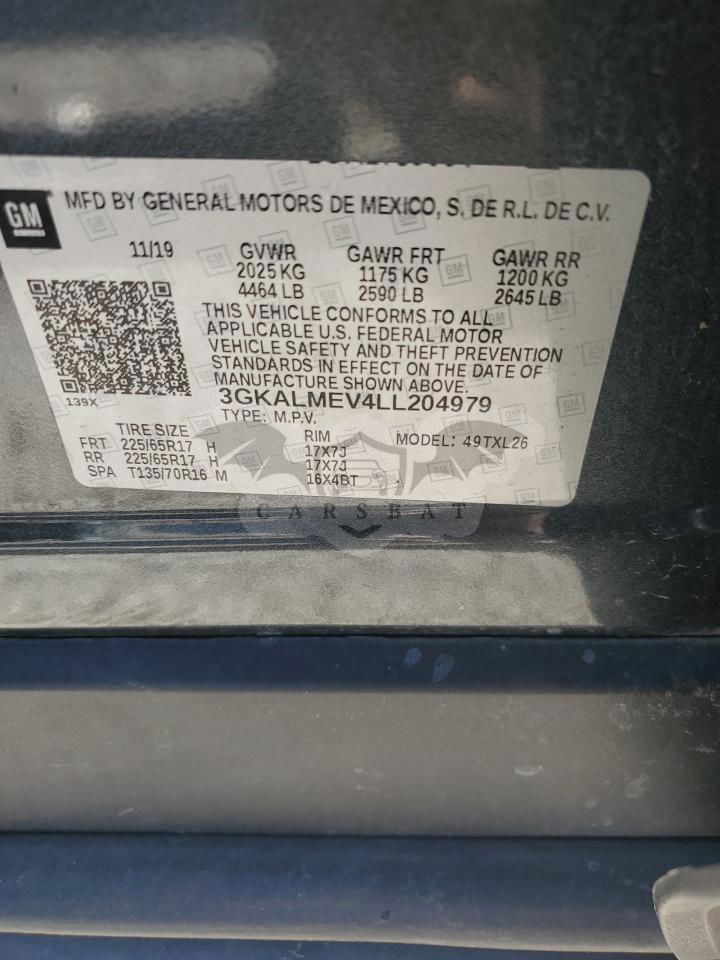 GM
MFD BY GENERAL MOTORS DE MEXICO, S. DE R.L. DE C.V.
11/19 GVWR GAWR FRT GAWR RR
2025 KG 1175 KG 1200 KG
4464 LB 2590 LB 2645 LB
THIS VEHICLE CONFORMS TO ALL
APPLICABLE U.S. FEDERAL MOTOR
VEHICLE SAFETY AND THEFT PREVENTION
STANDARDS IN EFFECT ON THE DATE OF
MANUFACTURE SHOWN ABOVE.
139X
3GKALMEV4LL204979
TYPE: M.P.V.
TIRE SIZE RIM MODEL: 49TXL26
FRT 225/65R17 H 17X7J
RR 225/65R17 H 17X7J
SPA T135/70R16 M 16X4BT
CARSBAT